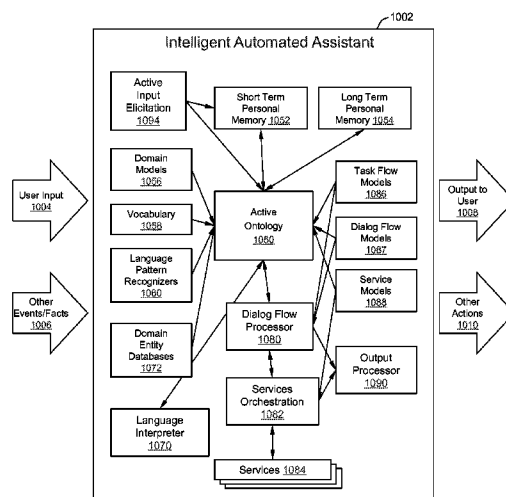 1002
Intelligent Automated Assistant
Active
Input
Elicitation
1094
Short Term
Personal
Memory 1052
Long Term
Personal
Memory 1054
Domain
Models
1056
Vocabulary
1058
Language
Pattern
Recognizers
1060
Domain
Entity
Databases
1072
Language
Interpreter
1070
Active
Ontology
1050
Dialog Flow
Processor
1080
Services
Orchestration
1082
Services 1084
Task Flow
Models
1086
Dialog Flow
Models
1087
Service
Models
1088
Output
Processor
1090
User Input
1004
Other
Events/Facts
1006
Output to
User
1008
Other
Actions
1010